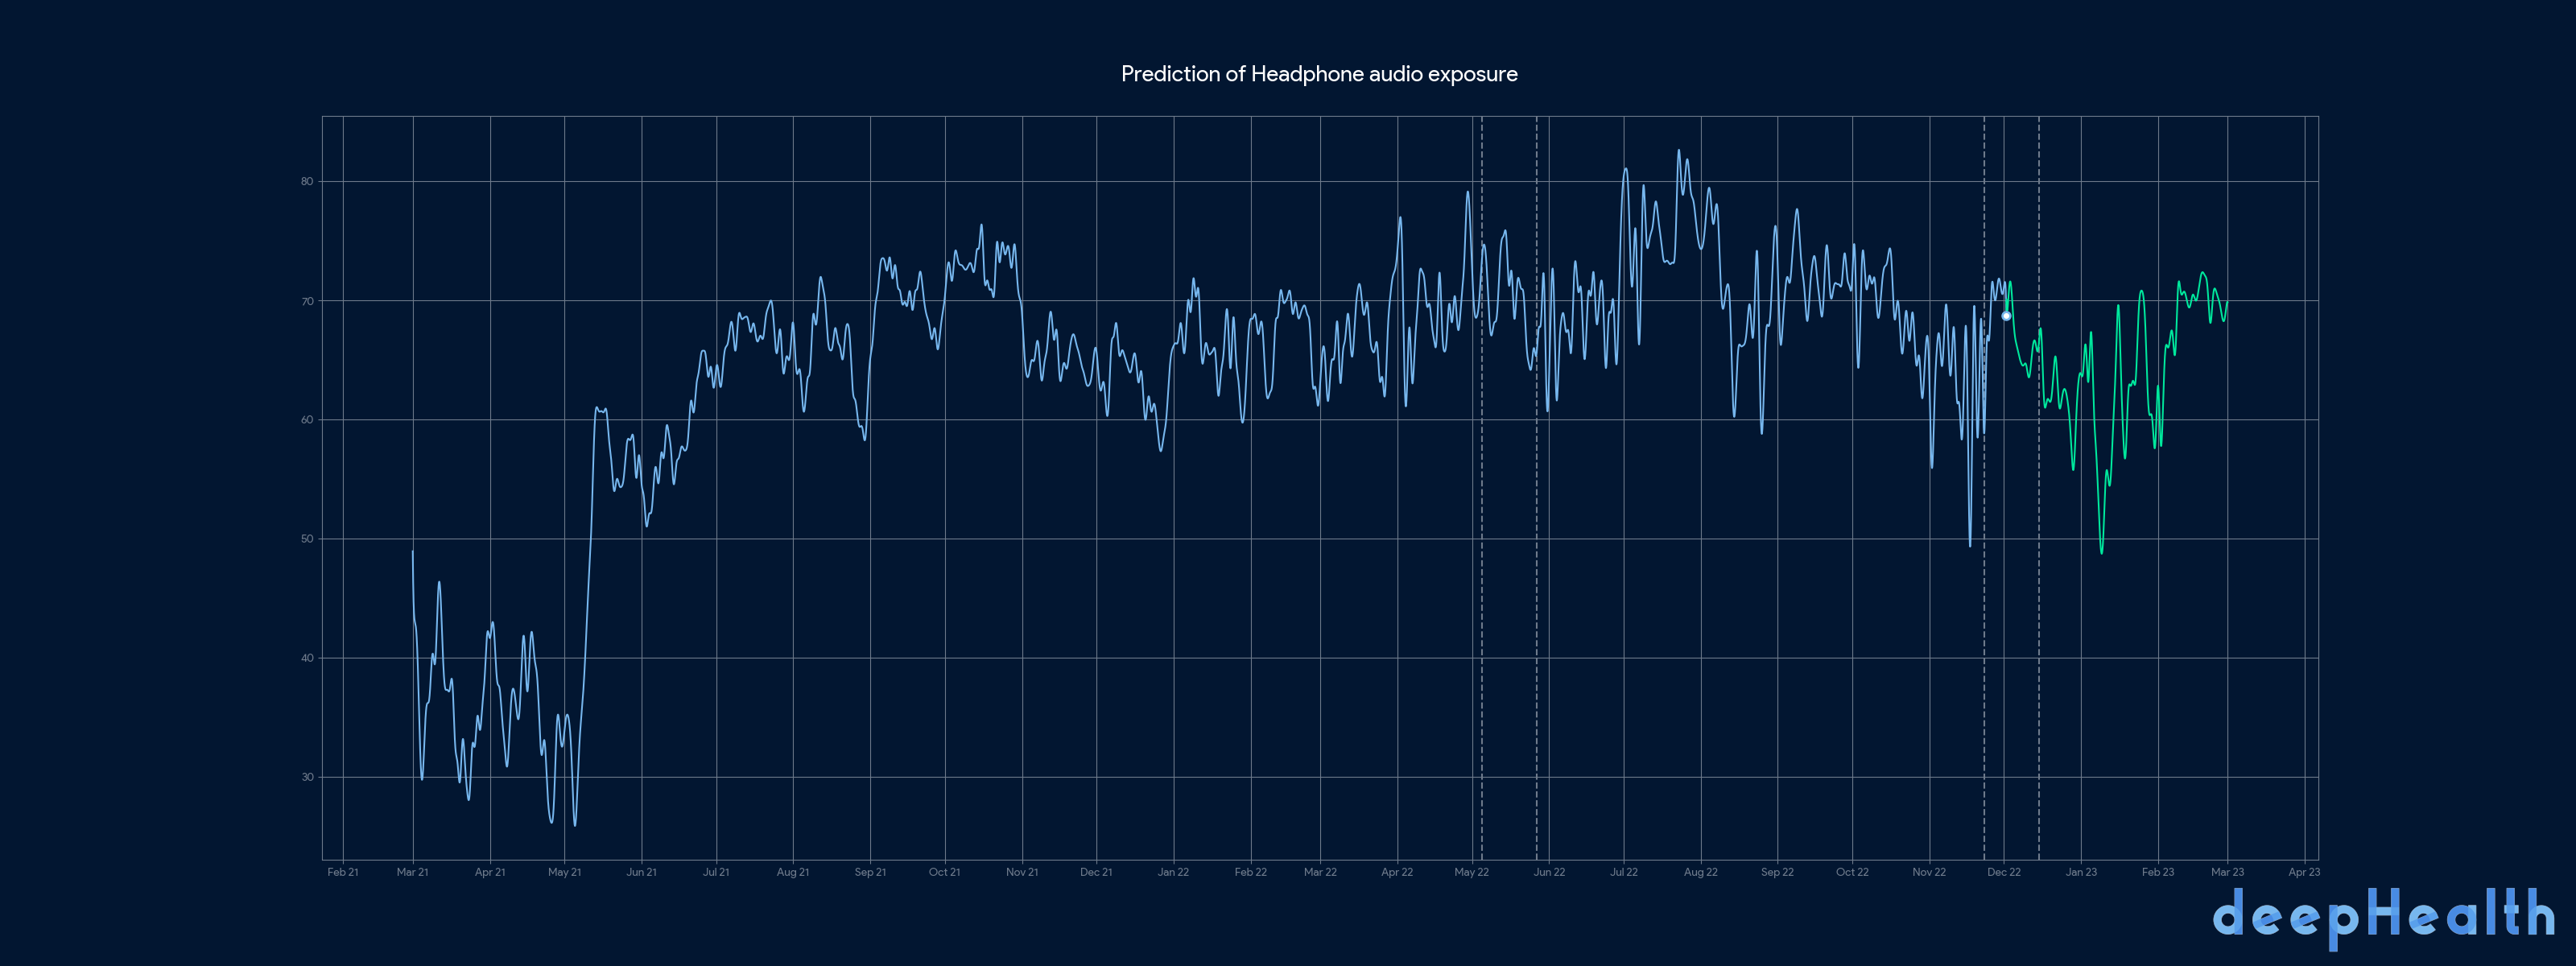 Prediction of Headphone audio exposure
80
70
60
50
40
30
Feb 21 Mar 21 Apr 21 May 21 Jun 21 Jul 21 Aug 21 Sep 21 Oct 21 Nov 21 Dec 21 Jan 22 Feb 22 Mar 22 Apr 22 May 22 Jun 22 Jul 22 Aug 22 Sep 22 Oct 22 Nov 22 Dec 22 Jan 23 Feb 23 Mar 23 Apr 23
deepHealth